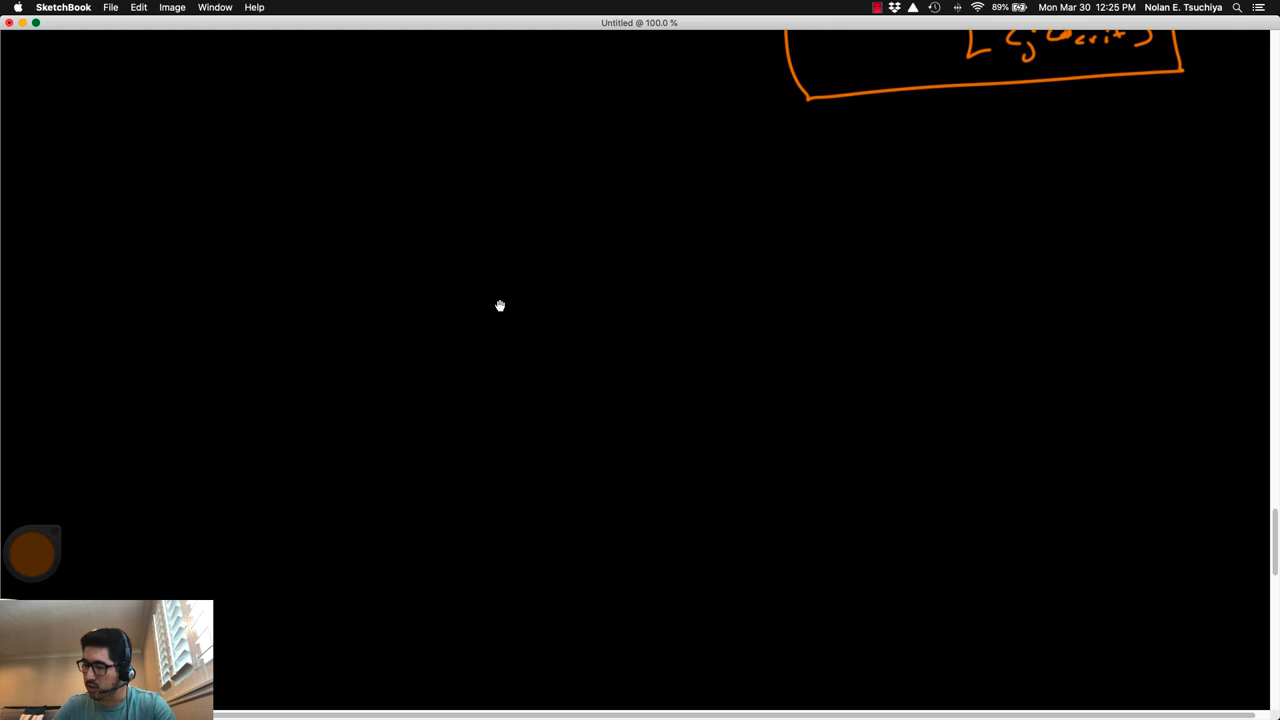 SketchBook File Edit Image Window Help 89% Mon Mar 30 12:25 PM Nolan E. Tsuchiya
Untitled @ 100.0 %